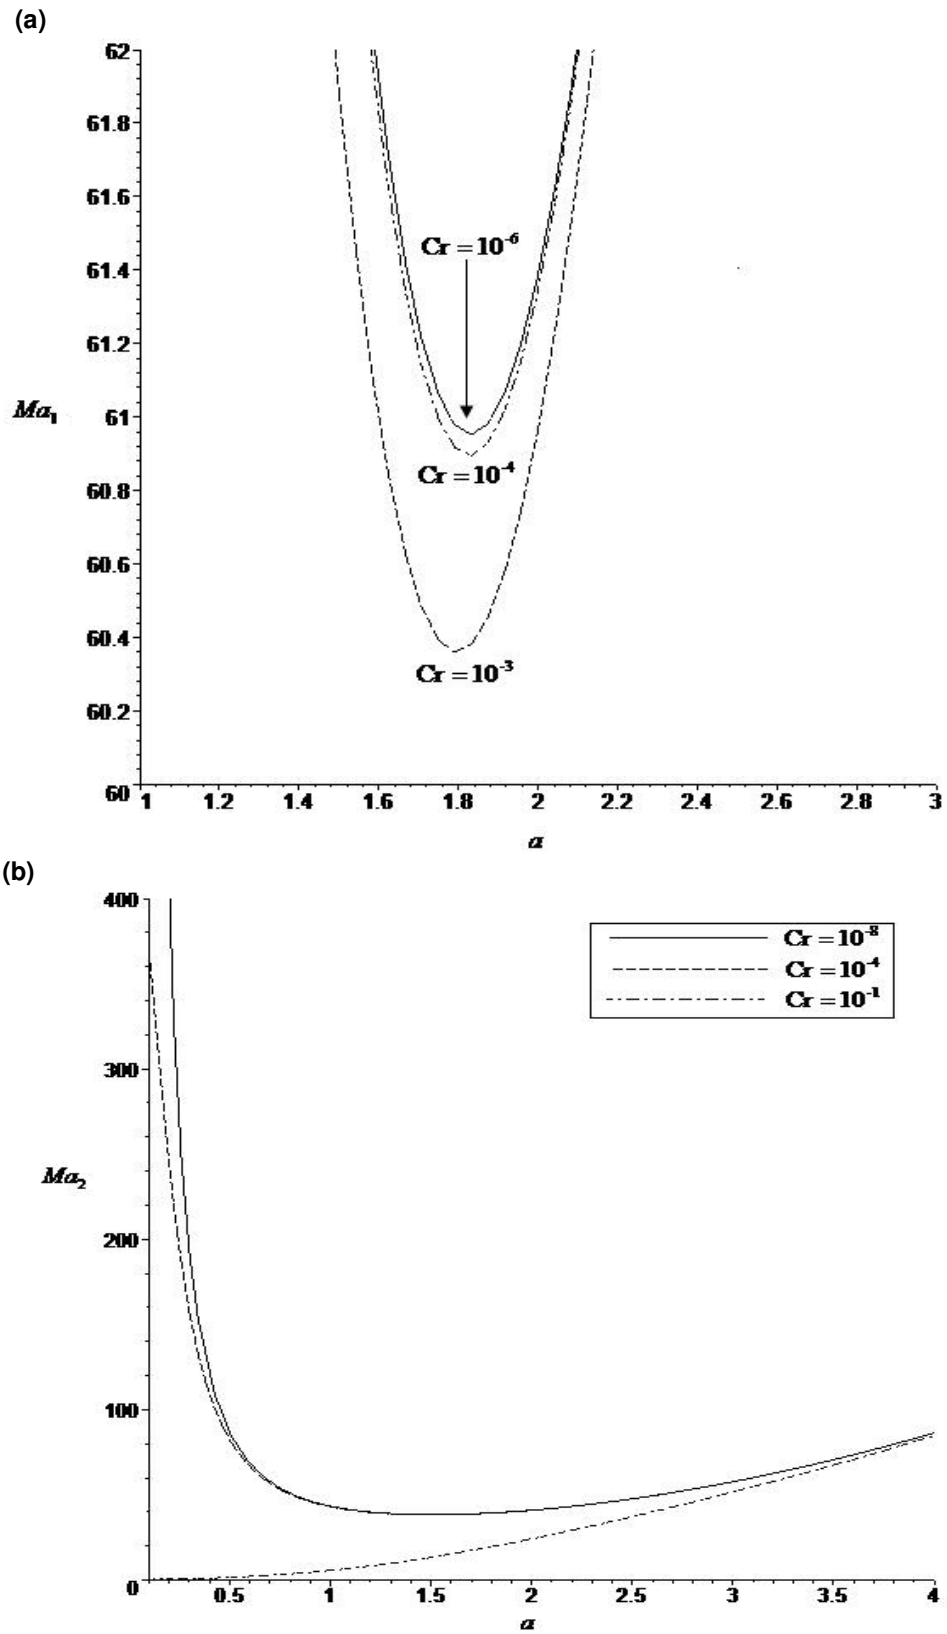 (a)
62
61.8
61.6
Cr = 10⁻⁶
61.4
61.2
Ma₁
61
Cr = 10⁻⁴
60.8
60.6
60.4
Cr = 10⁻³
60.2
60
1 1.2 1.4 1.6 1.8 2 2.2 2.4 2.6 2.8 3
a
(b)
400
Cr = 10⁻⁸
Cr = 10⁻⁴
Cr = 10⁻¹
300
Ma₂
200
100
0
0.5 1 1.5 2 2.5 3 3.5 4
a